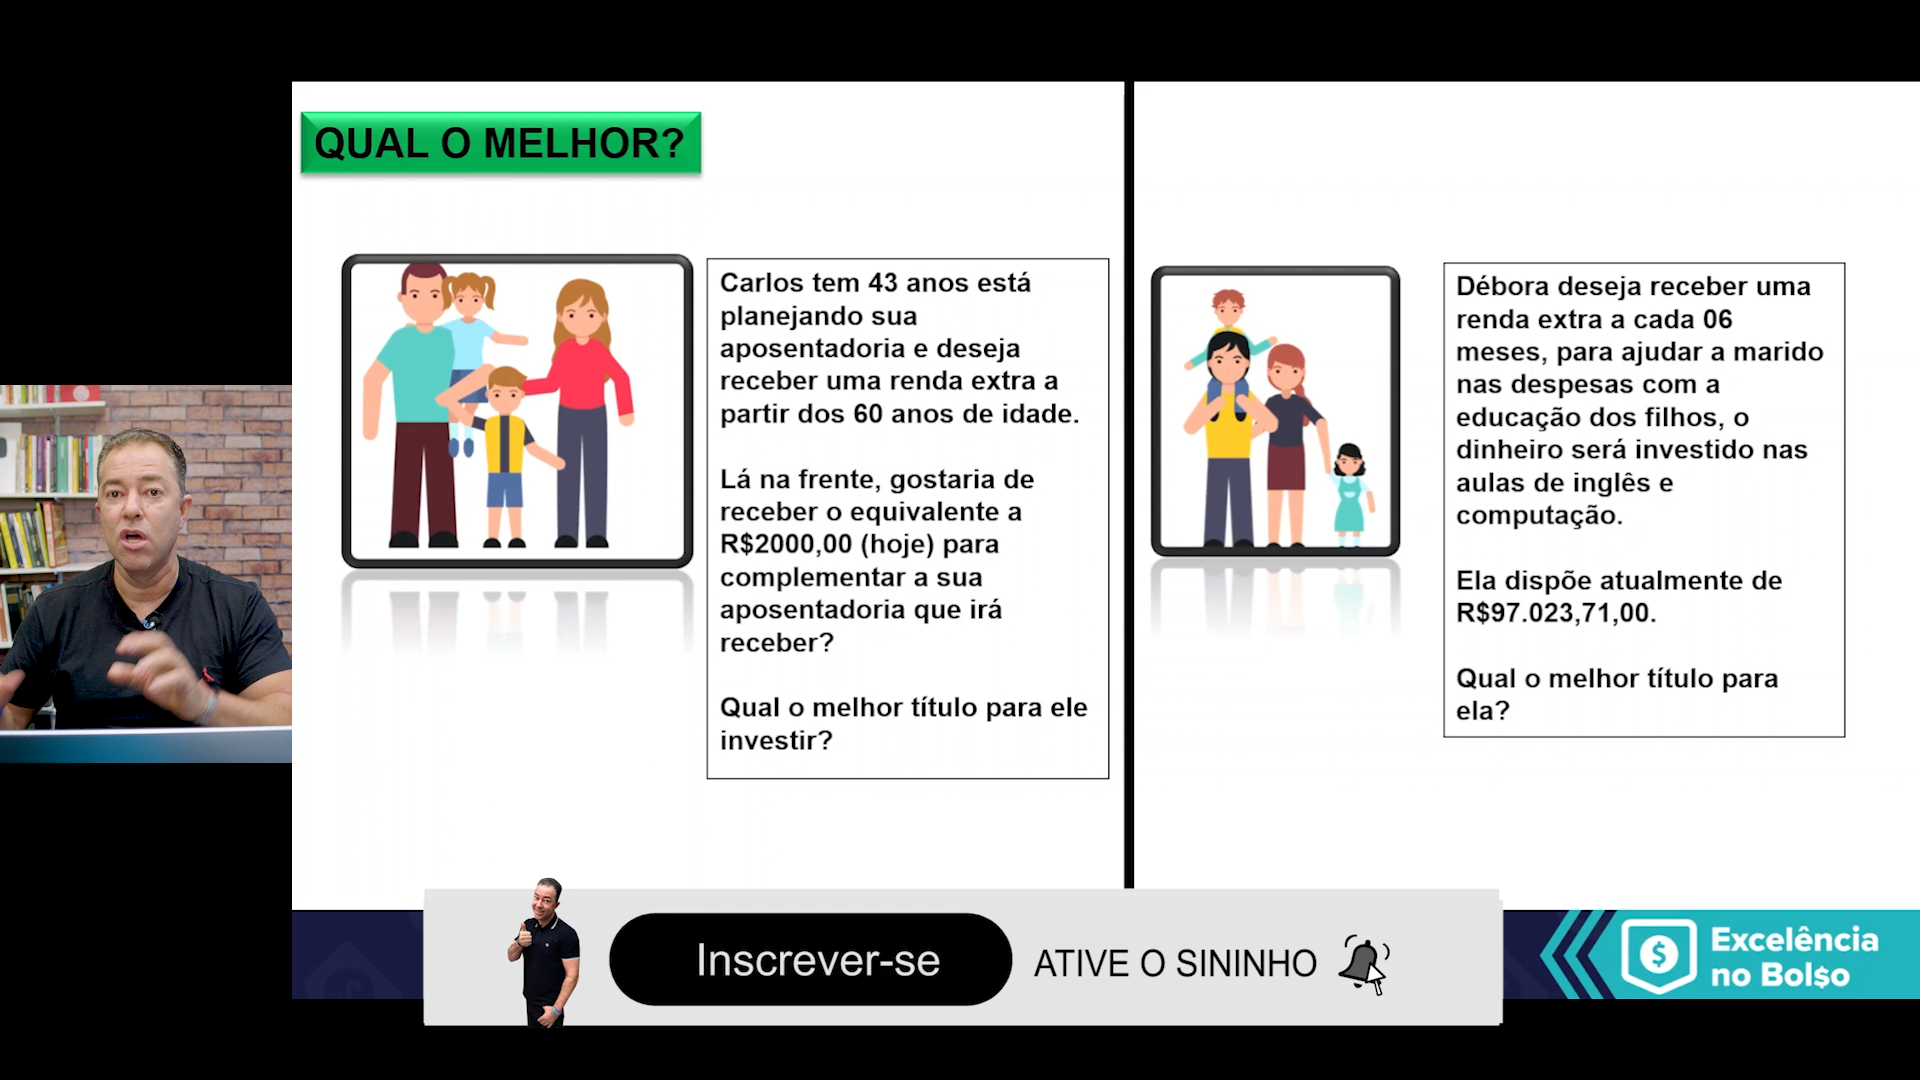 QUAL O MELHOR?
Carlos tem 43 anos está
planejando sua
aposentadoria e deseja
receber uma renda extra a
partir dos 60 anos de idade.
Lá na frente, gostaria de
receber o equivalente a
R$2000,00 (hoje) para
complementar a sua
aposentadoria que irá
receber?
Qual o melhor título para ele
investir?
Débora deseja receber uma
renda extra a cada 06
meses, para ajudar a marido
nas despesas com a
educação dos filhos, o
dinheiro será investido nas
aulas de inglês e
computação.
Ela dispõe atualmente de
R$97.023,71,00.
Qual o melhor título para
ela?
Inscrever-se
ATIVE O SININHO
$
Excelência
no Bol$o